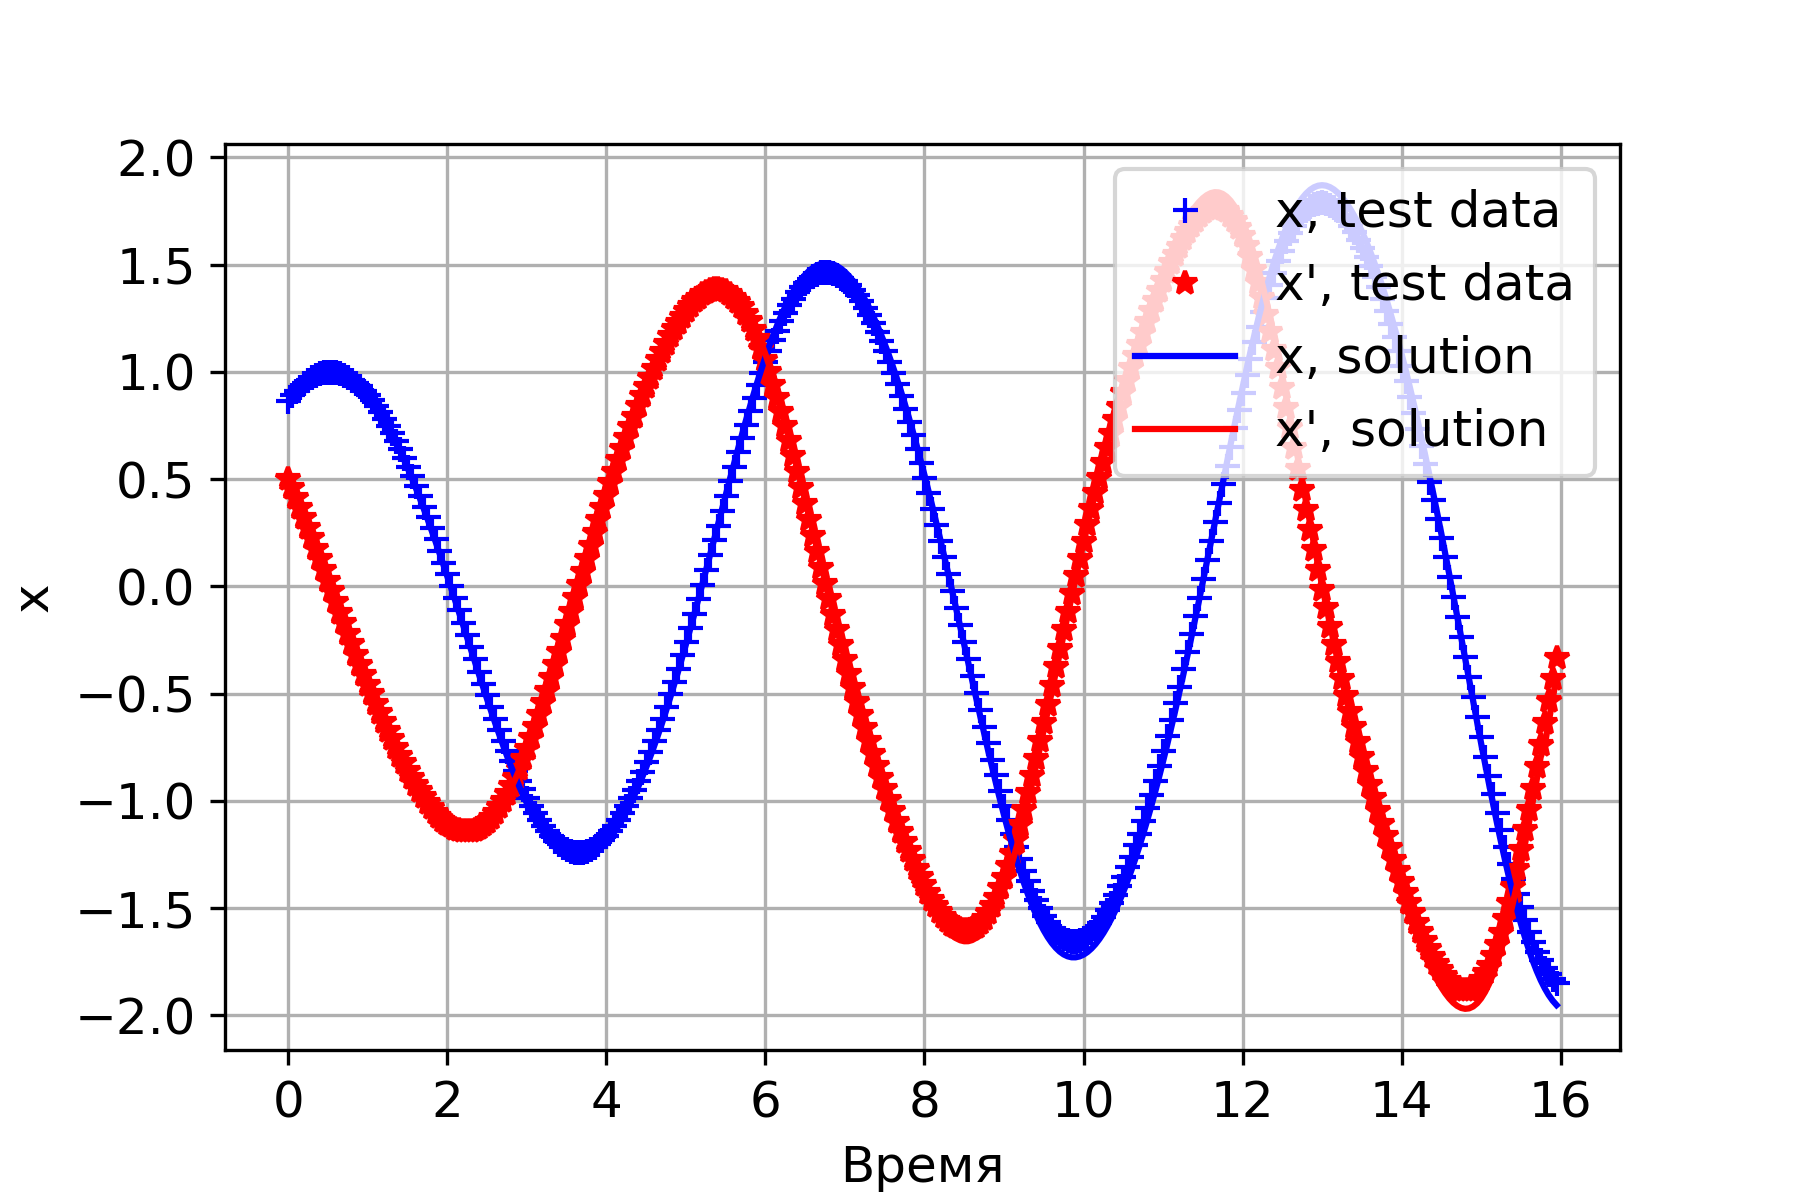 2.0
1.5
1.0
0.5
0.0
−0.5
−1.0
−1.5
−2.0
x
x, test data
x', test data
x, solution
x', solution
0 2 4 6 8 10 12 14 16
Время